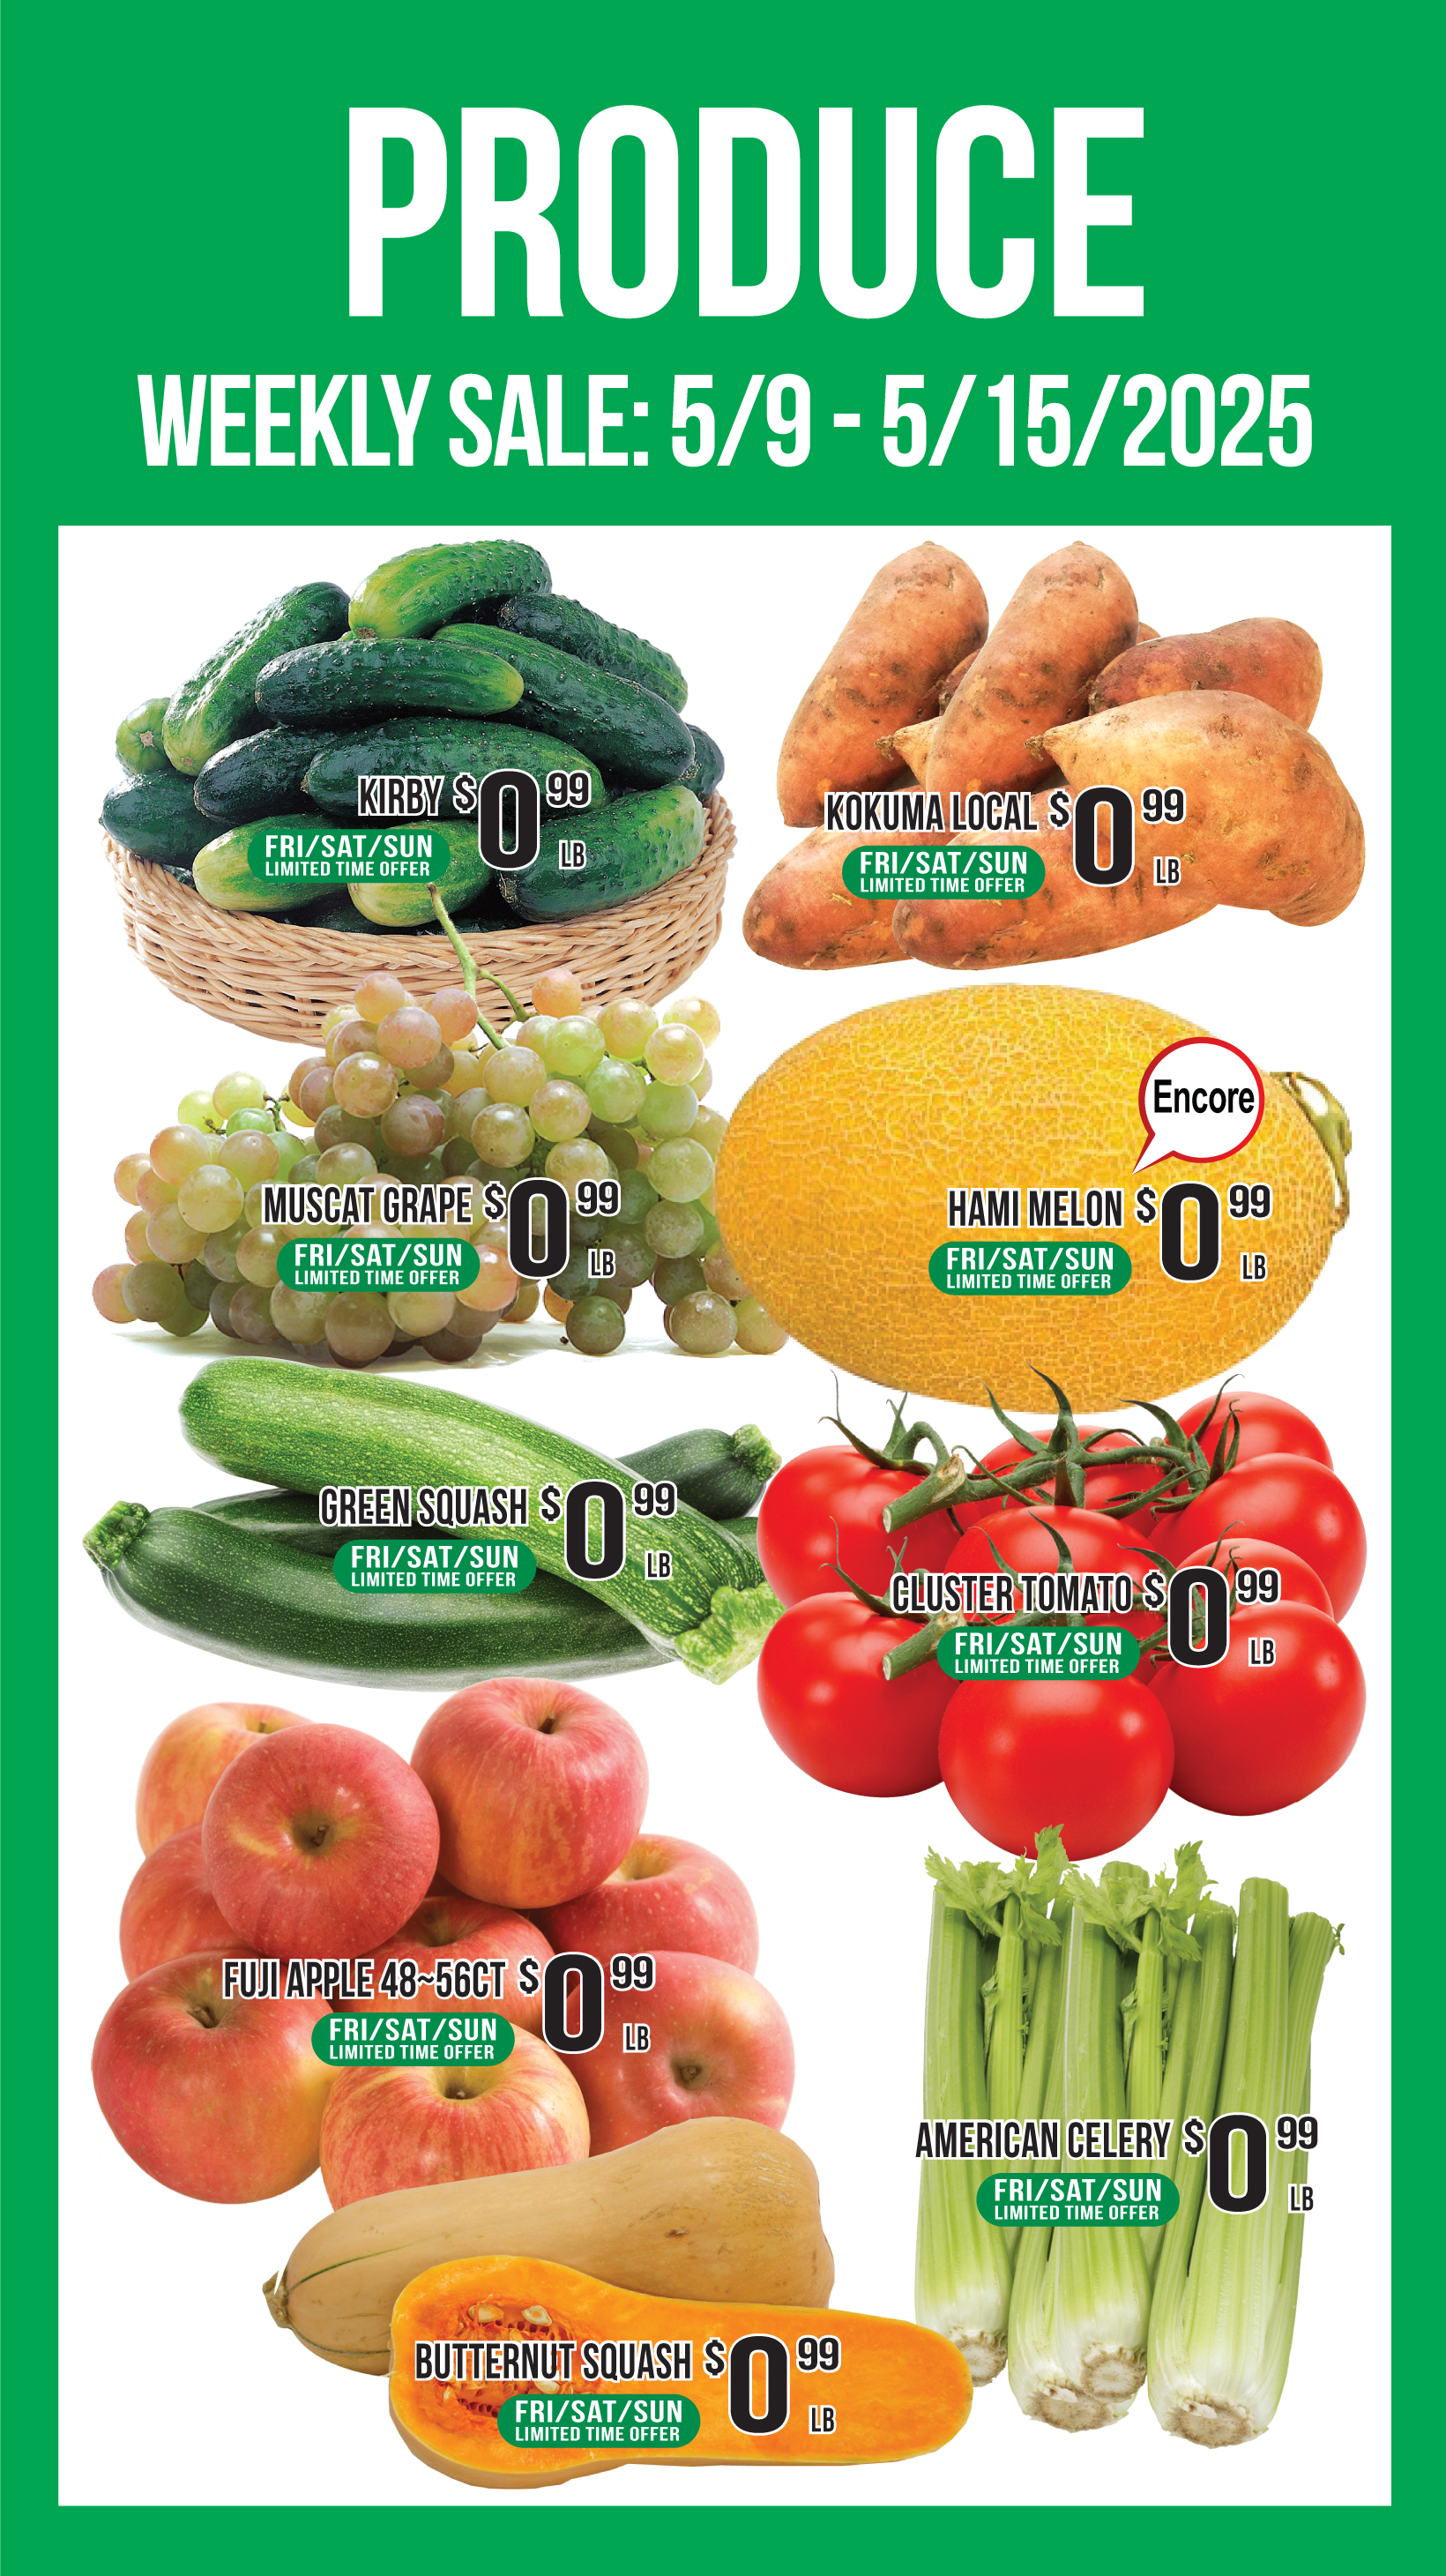 PRODUCE
WEEKLY SALE: 5/9 - 5/15/2025
KIRBY $0 99 LB
FRI/SAT/SUN
LIMITED TIME OFFER
KOKUMA LOCAL $0 99 LB
FRI/SAT/SUN
LIMITED TIME OFFER
MUSCAT GRAPE $0 99 LB
FRI/SAT/SUN
LIMITED TIME OFFER
Encore
HAMI MELON $0 99 LB
FRI/SAT/SUN
LIMITED TIME OFFER
GREEN SQUASH $0 99 LB
FRI/SAT/SUN
LIMITED TIME OFFER
CLUSTER TOMATO $0 99 LB
FRI/SAT/SUN
LIMITED TIME OFFER
FUJI APPLE 48~56CT $0 99 LB
FRI/SAT/SUN
LIMITED TIME OFFER
AMERICAN CELERY $0 99 LB
FRI/SAT/SUN
LIMITED TIME OFFER
BUTTERNUT SQUASH $0 99 LB
FRI/SAT/SUN
LIMITED TIME OFFER